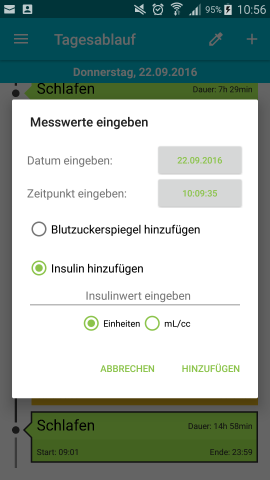 95% 10:56
Tagesablauf
Donnerstag, 22.09.2016
Schlafen Dauer: 7h 29min
Messwerte eingeben
Datum eingeben: 22.09.2016
Zeitpunkt eingeben: 10:09:35
Blutzuckerspiegel hinzufügen
Insulin hinzufügen
Insulinwert eingeben
Einheiten mL/cc
ABBRECHEN HINZUFÜGEN
Schlafen Dauer: 14h 58min
Start: 09:01 Ende: 23:59